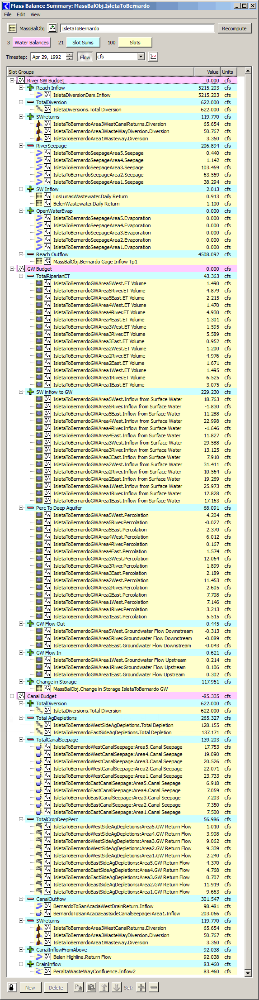 Mass Balance Summary: MassBalObj.IsletaToBernardo
File Edit View
MassBalObj IsletaToBernardo Recompute
3 Water Balances 21 Slot Sums 100 Slots
Timestep: Apr 29, 1992 Flow cfs
Slot Groups Value Units
River SW Budget 0.000 cfs
Reach Inflow 5215.203 cfs
IsletaDiversionDam.Inflow 5215.203 cfs
TotalDiversion 622.000 cfs
IsletaDiversions.Total Diversion 622.000 cfs
SWreturns 119.770 cfs
IsletaToBernardoArea3WestCanalReturns.Diversion 65.654 cfs
IsletaToBernardoArea3WasteWayDiversion.Diversion 50.767 cfs
IsletaToBernardoArea1Wasteway.Diversion 3.350 cfs
RiverSeepage 206.894 cfs
IsletaToBernardoSeepageArea5.Seepage 0.440 cfs
IsletaToBernardoSeepageArea4.Seepage 1.142 cfs
IsletaToBernardoSeepageArea3.Seepage 103.459 cfs
IsletaToBernardoSeepageArea2.Seepage 63.559 cfs
IsletaToBernardoSeepageArea1.Seepage 38.294 cfs
SW Inflow 2.013 cfs
LosLunasWastewater.Daily Return 0.913 cfs
BelenWastewater.Daily Return 1.100 cfs
OpenWaterEvap 0.000 cfs
IsletaToBernardoSeepageArea5.Evaporation 0.000 cfs
IsletaToBernardoSeepageArea4.Evaporation 0.000 cfs
IsletaToBernardoSeepageArea3.Evaporation 0.000 cfs
IsletaToBernardoSeepageArea2.Evaporation 0.000 cfs
IsletaToBernardoSeepageArea1.Evaporation 0.000 cfs
Reach Outflow 4508.092 cfs
MassBalObj.Bernardo Gage Inflow Tp1
GW Budget 0.000 cfs
TotalRiparianET 43.363 cfs
IsletaToBernardoGWArea5West.ET Volume 1.490 cfs
IsletaToBernardoGWArea5River.ET Volume 4.879 cfs
IsletaToBernardoGWArea5East.ET Volume 2.215 cfs
IsletaToBernardoGWArea4West.ET Volume 1.470 cfs
IsletaToBernardoGWArea4River.ET Volume 4.930 cfs
IsletaToBernardoGWArea4East.ET Volume 1.301 cfs
IsletaToBernardoGWArea3West.ET Volume 1.595 cfs
IsletaToBernardoGWArea3River.ET Volume 5.589 cfs
IsletaToBernardoGWArea3East.ET Volume 0.952 cfs
IsletaToBernardoGWArea2West.ET Volume 1.200 cfs
IsletaToBernardoGWArea2River.ET Volume 4.976 cfs
IsletaToBernardoGWArea2East.ET Volume 1.671 cfs
IsletaToBernardoGWArea1West.ET Volume 1.495 cfs
IsletaToBernardoGWArea1River.ET Volume 6.525 cfs
IsletaToBernardoGWArea1East.ET Volume 3.075 cfs
SW inflow to GW 229.230 cfs
IsletaToBernardoGWArea5West.Inflow from Surface Water 18.763 cfs
IsletaToBernardoGWArea5River.Inflow from Surface Water -1.830 cfs
IsletaToBernardoGWArea5East.Inflow from Surface Water 11.288 cfs
IsletaToBernardoGWArea4West.Inflow from Surface Water 22.998 cfs
IsletaToBernardoGWArea4River.Inflow from Surface Water -1.646 cfs
IsletaToBernardoGWArea4East.Inflow from Surface Water 11.827 cfs
IsletaToBernardoGWArea3West.Inflow from Surface Water 29.588 cfs
IsletaToBernardoGWArea3River.Inflow from Surface Water 13.125 cfs
IsletaToBernardoGWArea3East.Inflow from Surface Water 7.910 cfs
IsletaToBernardoGWArea2West.Inflow from Surface Water 31.411 cfs
IsletaToBernardoGWArea2River.Inflow from Surface Water 10.564 cfs
IsletaToBernardoGWArea2East.Inflow from Surface Water 19.269 cfs
IsletaToBernardoGWArea1West.Inflow from Surface Water 25.973 cfs
IsletaToBernardoGWArea1River.Inflow from Surface Water 12.828 cfs
IsletaToBernardoGWArea1East.Inflow from Surface Water 17.163 cfs
Perc To Deep Aquifer 68.091 cfs
IsletaToBernardoGWArea5West.Percolation 4.204 cfs
IsletaToBernardoGWArea5River.Percolation -0.027 cfs
IsletaToBernardoGWArea5East.Percolation 2.370 cfs
IsletaToBernardoGWArea4West.Percolation 6.012 cfs
IsletaToBernardoGWArea4River.Percolation 0.167 cfs
IsletaToBernardoGWArea4East.Percolation 1.574 cfs
IsletaToBernardoGWArea3West.Percolation 12.064 cfs
IsletaToBernardoGWArea3River.Percolation 1.899 cfs
IsletaToBernardoGWArea3East.Percolation 2.189 cfs
IsletaToBernardoGWArea2West.Percolation 11.453 cfs
IsletaToBernardoGWArea2River.Percolation 2.605 cfs
IsletaToBernardoGWArea2East.Percolation 7.708 cfs
IsletaToBernardoGWArea1West.Percolation 7.146 cfs
IsletaToBernardoGWArea1River.Percolation 3.213 cfs
IsletaToBernardoGWArea1East.Percolation 5.515 cfs
GW Flow Out -0.445 cfs
IsletaToBernardoGWArea5West.Groundwater Flow Downstream -0.313 cfs
IsletaToBernardoGWArea5River.Groundwater Flow Downstream -0.089 cfs
IsletaToBernardoGWArea5East.Groundwater Flow Downstream -0.043 cfs
GW Flow In 0.621 cfs
IsletaToBernardoGWArea1West.Groundwater Flow Upstream 0.214 cfs
IsletaToBernardoGWArea1River.Groundwater Flow Upstream 0.106 cfs
IsletaToBernardoGWArea1East.Groundwater Flow Upstream 0.302 cfs
Change in Storage -117.951 cfs
MassBalObj.Change in Storage IsletaToBernardo GW
Canal Budget -85.335 cfs
TotalDiversion 622.000 cfs
IsletaDiversions.Total Diversion 622.000 cfs
Total AgDepletions 265.327 cfs
IsletaToBernardoWestSideAgDepletions.Total Depletion 128.155 cfs
IsletaToBernardoEastSideAgDepletions.Total Depletion 137.171 cfs
TotalCanalSeepage 139.203 cfs
IsletaToBernardoWestCanalSeepage:Area5.Canal Seepage 17.753 cfs
IsletaToBernardoWestCanalSeepage:Area4.Canal Seepage 19.090 cfs
IsletaToBernardoWestCanalSeepage:Area3.Canal Seepage 20.526 cfs
IsletaToBernardoWestCanalSeepage:Area2.Canal Seepage 22.071 cfs
IsletaToBernardoWestCanalSeepage:Area1.Canal Seepage 23.733 cfs
IsletaToBernardoEastCanalSeepage:Area5.Canal Seepage 6.918 cfs
IsletaToBernardoEastCanalSeepage:Area4.Canal Seepage 7.059 cfs
IsletaToBernardoEastCanalSeepage:Area3.Canal Seepage 7.203 cfs
IsletaToBernardoEastCanalSeepage:Area2.Canal Seepage 7.350 cfs
IsletaToBernardoEastCanalSeepage:Area1.Canal Seepage 7.500 cfs
TotalCropDeepPerc 56.986 cfs
IsletaToBernardoWestSideAgDepletions:Area5.GW Return Flow 1.010 cfs
IsletaToBernardoWestSideAgDepletions:Area4.GW Return Flow 3.908 cfs
IsletaToBernardoWestSideAgDepletions:Area3.GW Return Flow 9.062 cfs
IsletaToBernardoWestSideAgDepletions:Area2.GW Return Flow 9.339 cfs
IsletaToBernardoWestSideAgDepletions:Area1.GW Return Flow 2.240 cfs
IsletaToBernardoEastSideAgDepletions:Area5.GW Return Flow 4.370 cfs
IsletaToBernardoEastSideAgDepletions:Area4.GW Return Flow 4.768 cfs
IsletaToBernardoEastSideAgDepletions:Area3.GW Return Flow 0.707 cfs
IsletaToBernardoEastSideAgDepletions:Area2.GW Return Flow 11.919 cfs
IsletaToBernardoEastSideAgDepletions:Area1.GW Return Flow 9.663 cfs
CanalOutflow 301.547 cfs
BernardoToSanAcaciaWestDrainReturn.Inflow 98.481 cfs
BernardoToSanAcaciaEastsideCanalSeepage:Area1.Inflow 203.066 cfs
SWreturns 119.770 cfs
IsletaToBernardoArea3WestCanalReturns.Diversion 65.654 cfs
IsletaToBernardoArea3WasteWayDiversion.Diversion 50.767 cfs
IsletaToBernardoArea1Wasteway.Diversion 3.350 cfs
CanalInflowFromAbove 92.038 cfs
Belen Highline.Return Flow 92.038 cfs
DrainInflow 83.460 cfs
PeraltaWasteWayConfluence.Inflow2 83.460 cfs
New Delete Set: